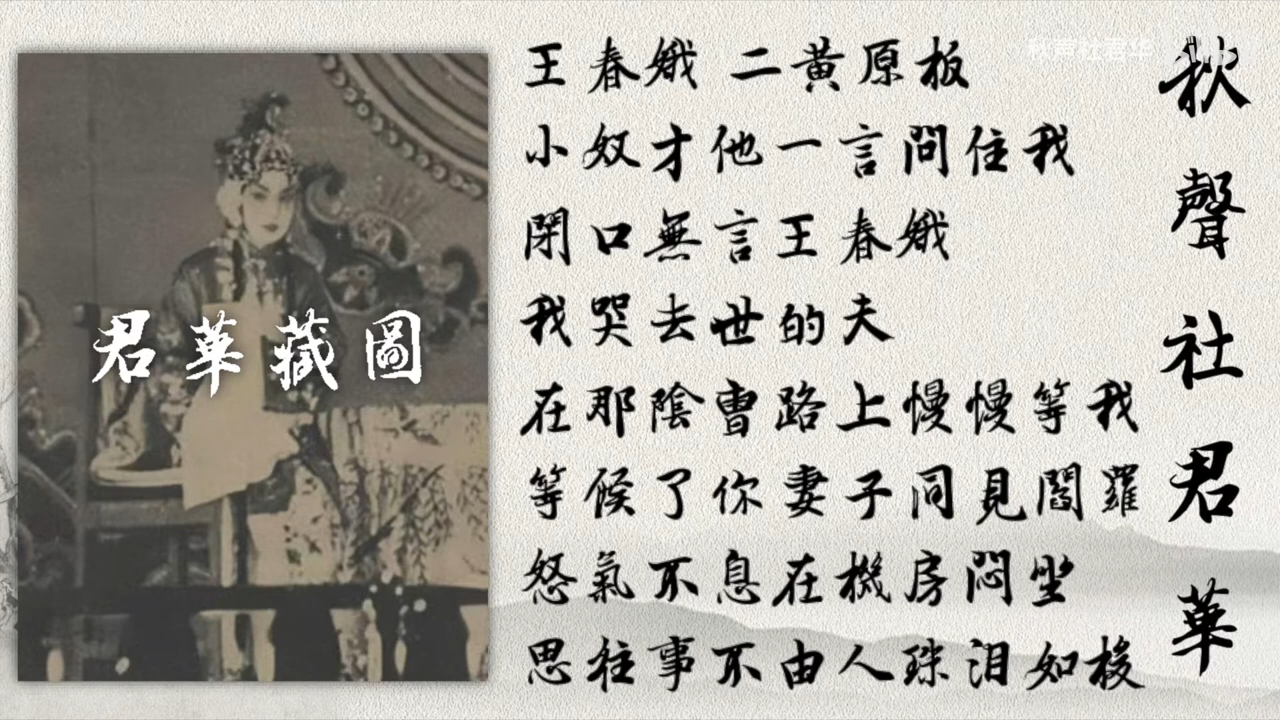 王春娥 二黄原板
小奴才他一言問住我
閉口無言王春娥
我哭去世的夫
在那陰曹路上慢慢等我
等候了你妻子同見閻羅
怒氣不息在機房悶坐
思往事不由人珠泪如梭
秋聲社君華
君華藏圖